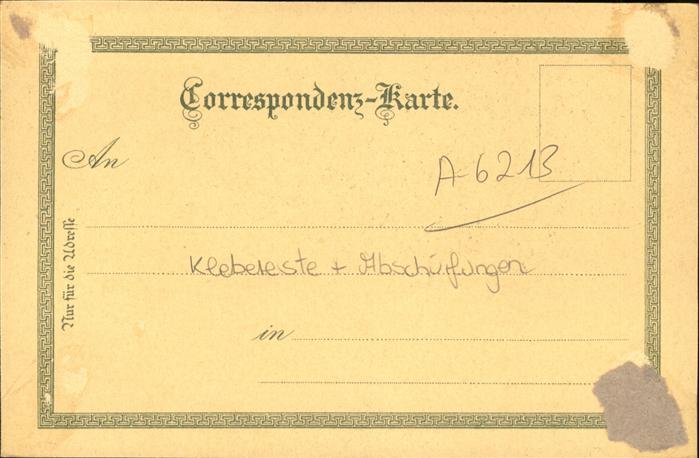 Correspondenz-Karte.
An
A-6213
Klebereste + Abschürfungen
in
Nur für die Adresse